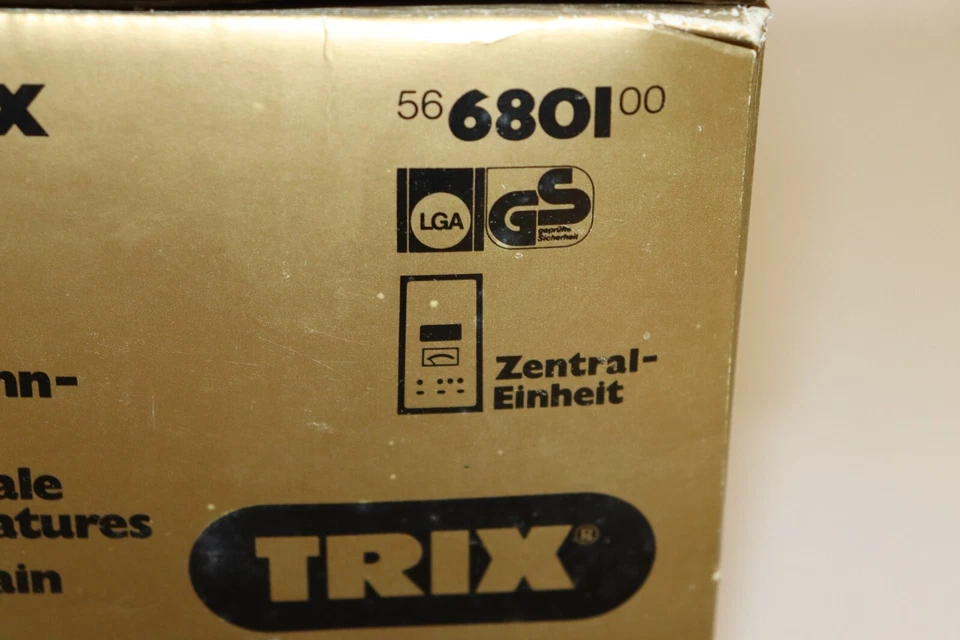 x
56 6801 00
LGA
GS
geprüfte
Sicherheit
Zentral-
Einheit
nn-
ale
atures
ain
TRIX®